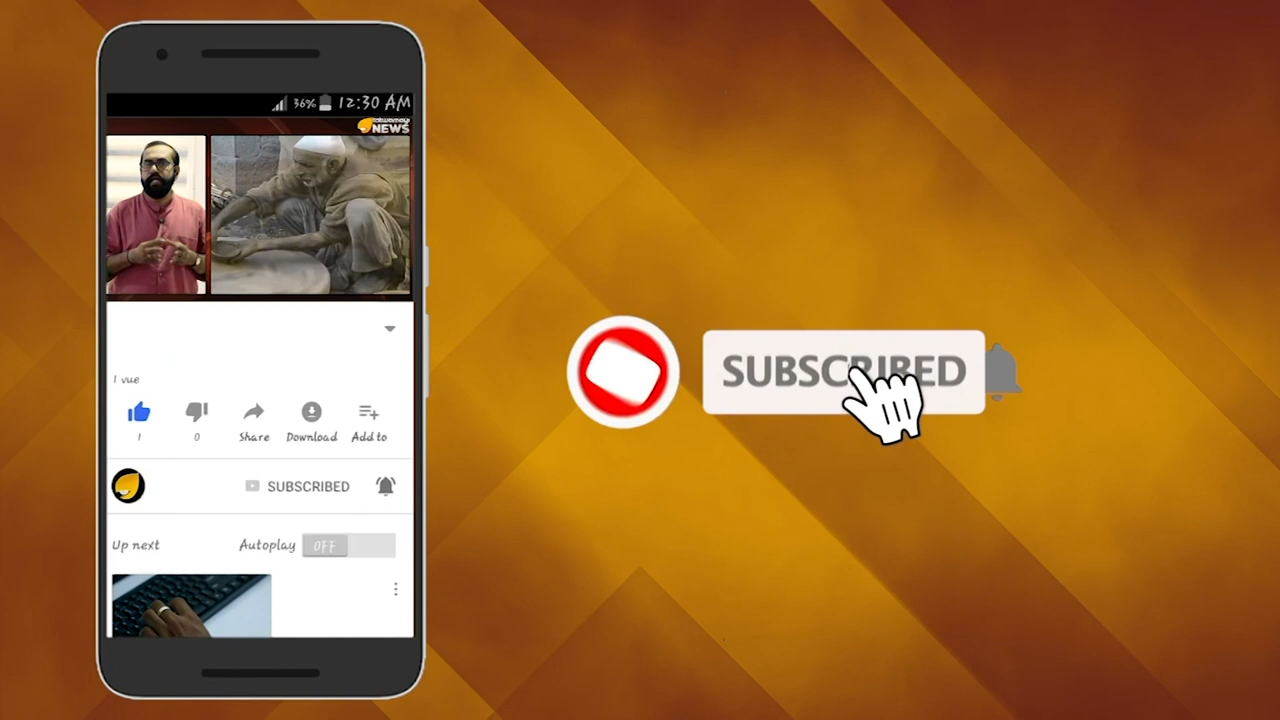 36% 12:30 AM
NEWS
1 vue
1
0
Share
Download
Add to
SUBSCRIBED
Up next
Autoplay
OFF
SUBSCRIBED